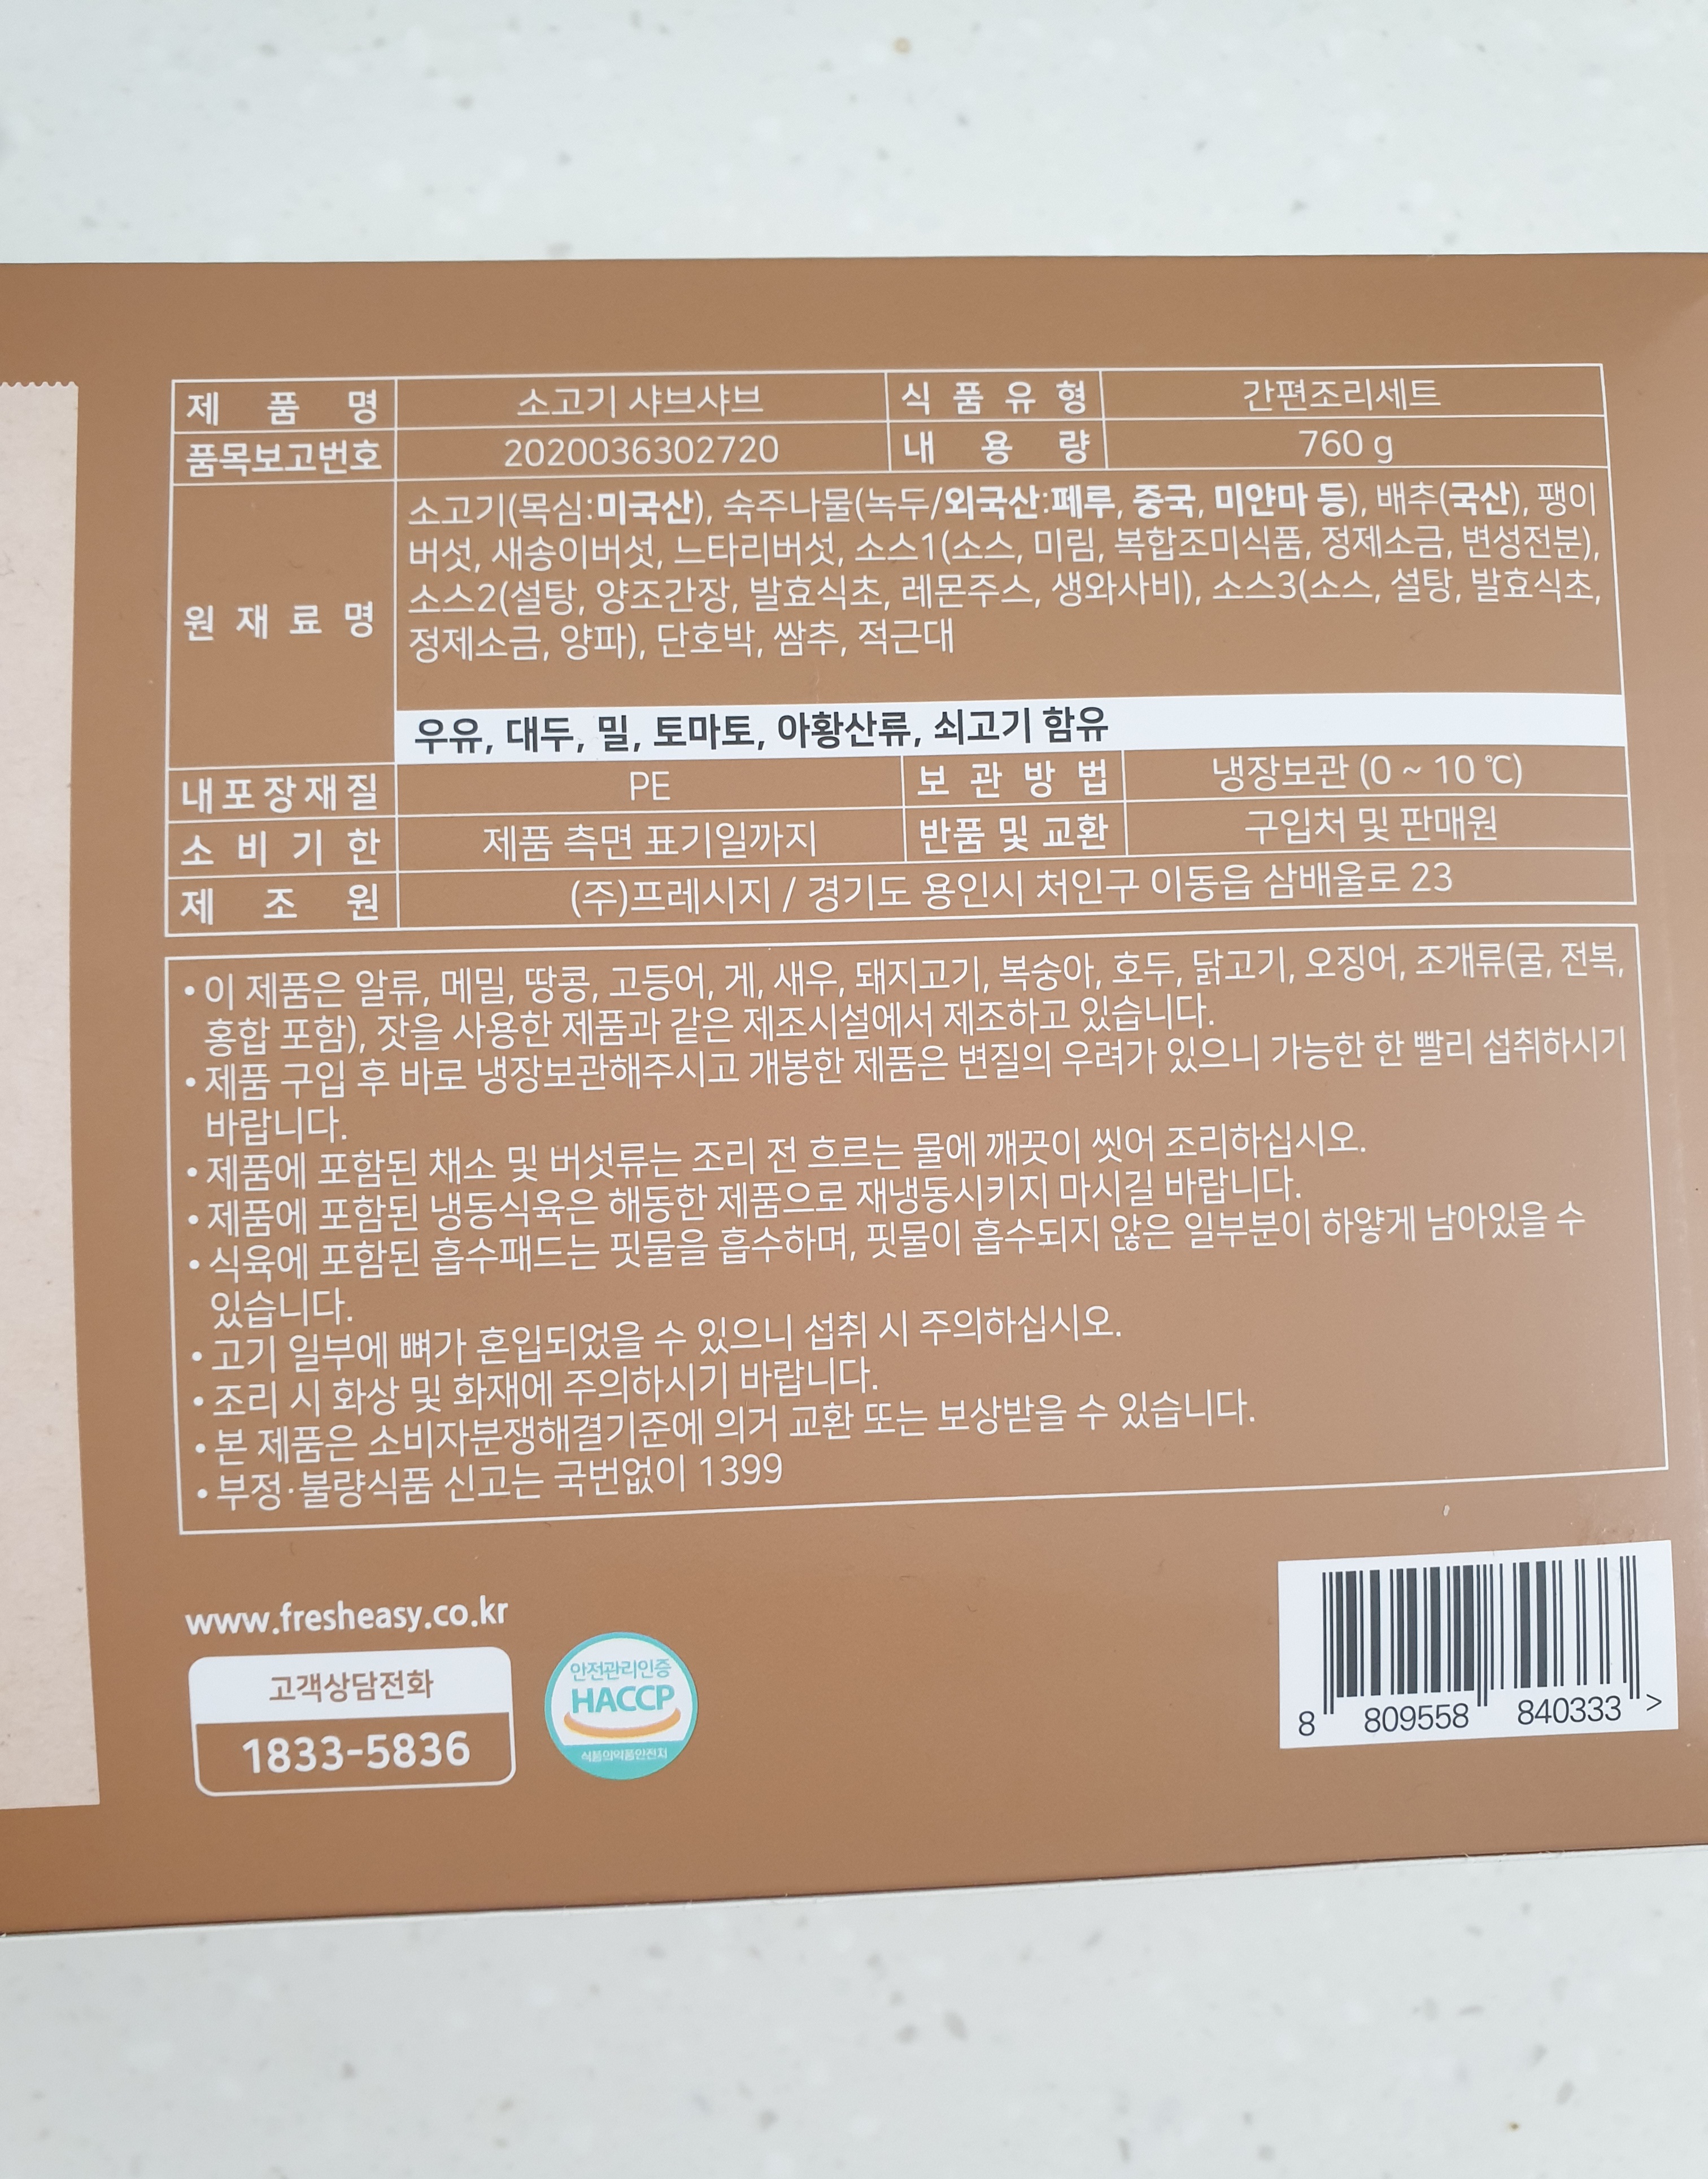 제 품 명 소고기 샤브샤브 식 품 유 형 간편조리세트
품목보고번호 2020036302720 내 용 량 760 g
원 재 료 명
소고기(목심:미국산), 숙주나물(녹두/외국산:페루, 중국, 미얀마 등), 배추(국산), 팽이
버섯, 새송이버섯, 느타리버섯, 소스1(소스, 미림, 복합조미식품, 정제소금, 변성전분),
소스2(설탕, 양조간장, 발효식초, 레몬주스, 생와사비), 소스3(소스, 설탕, 발효식초,
정제소금, 양파), 단호박, 쌈추, 적근대
우유, 대두, 밀, 토마토, 아황산류, 쇠고기 함유
내포장재질 PE 보 관 방 법 냉장보관 (0 ~ 10 ℃)
소 비 기 한 제품 측면 표기일까지 반품 및 교환 구입처 및 판매원
제 조 원 (주)프레시지 / 경기도 용인시 처인구 이동읍 삼배울로 23
• 이 제품은 알류, 메밀, 땅콩, 고등어, 게, 새우, 돼지고기, 복숭아, 호두, 닭고기, 오징어, 조개류(굴, 전복,
홍합 포함), 잣을 사용한 제품과 같은 제조시설에서 제조하고 있습니다.
• 제품 구입 후 바로 냉장보관해주시고 개봉한 제품은 변질의 우려가 있으니 가능한 한 빨리 섭취하시기
바랍니다.
• 제품에 포함된 채소 및 버섯류는 조리 전 흐르는 물에 깨끗이 씻어 조리하십시오.
• 제품에 포함된 냉동식육은 해동한 제품으로 재냉동시키지 마시길 바랍니다.
• 식육에 포함된 흡수패드는 핏물을 흡수하며, 핏물이 흡수되지 않은 일부분이 하얗게 남아있을 수
있습니다.
• 고기 일부에 뼈가 혼입되었을 수 있으니 섭취 시 주의하십시오.
• 조리 시 화상 및 화재에 주의하시기 바랍니다.
• 본 제품은 소비자분쟁해결기준에 의거 교환 또는 보상받을 수 있습니다.
• 부정·불량식품 신고는 국번없이 1399
www.fresheasy.co.kr
고객상담전화
1833-5836
안전관리인증
HACCP
식품의약품안전처
8 809558 840333 >